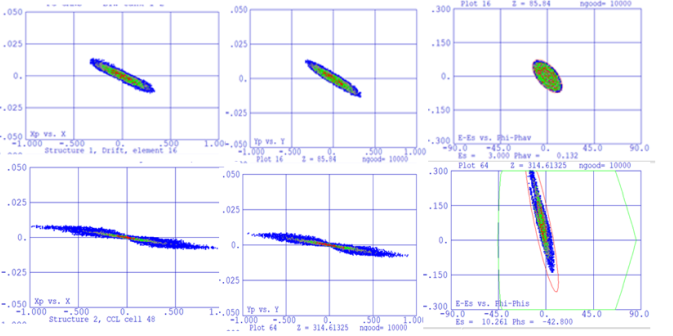 Plot 16 Z = 85.84 ngood= 10000
.050 .050 .300
.025 .025 .150
0. 0. 0.
-.025 -.025 -.150
.050 .050 -.300
Xp vs. X Yp vs. Y E-Es vs. Phi-Phav
-1.000 -.500 0. .500 1.00 -1.000 -.500 0. .500 1.00 -90.0 -45.0 0. 45.0 90.0
Structure 1, Drift, element 16 Plot 16 Z = 85.84 ngood= 10000 Es = 3.000 Phav = 0.132
Plot 64 Z = 314.61325 ngood= 10000
.050 .050 .300
.025 .025 .150
0. 0. 0.
-.025 -.025 -.150
.050 .050 -.300
Xp vs. X Yp vs. Y E-Es vs. Phi-Phis
-1.000 -.500 0. .500 1.0 -1.000 -.500 0. .500 1.00 -90.0 -45.0 0. 45.0 90.0
Structure 2, CCL cell 48 Plot 64 Z = 314.61325 ngood= 10000 Es = 10.261 Phs = -42.800